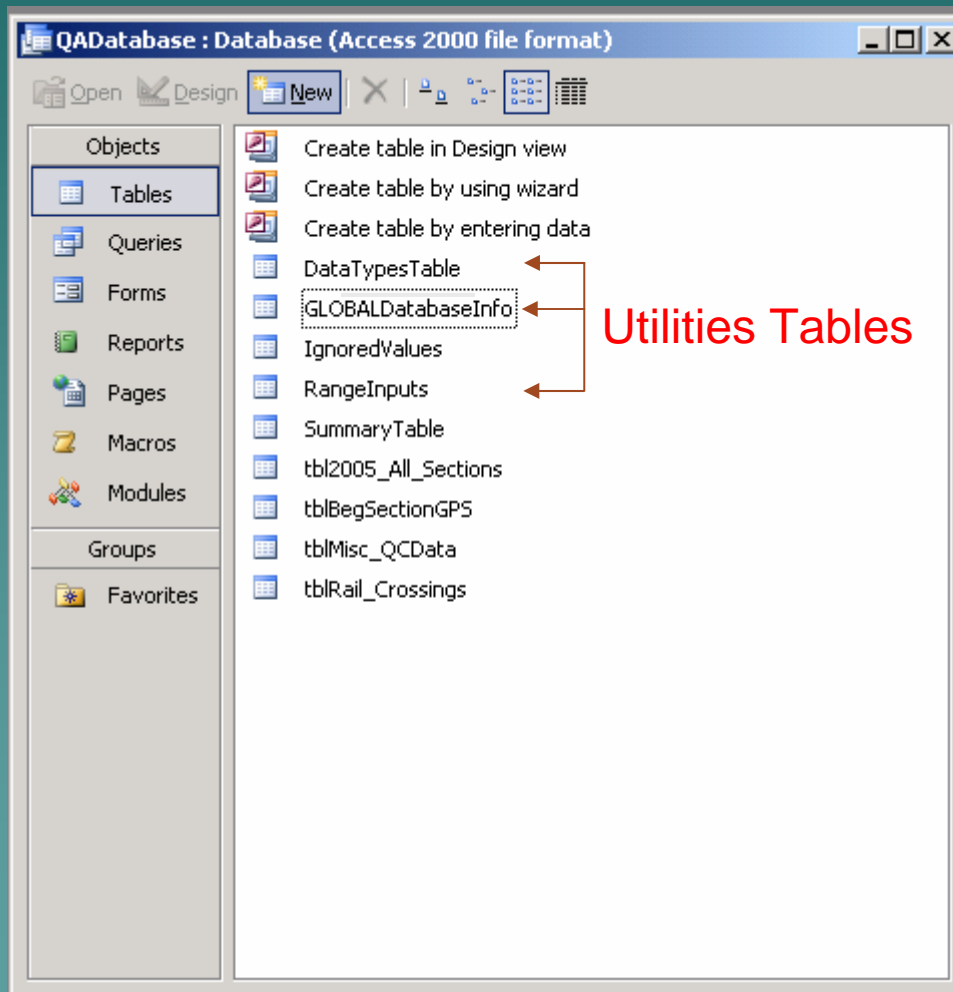 QADatabase : Database (Access 2000 file format)
Open Design New
Objects
Tables
Queries
Forms
Reports
Pages
Macros
Modules
Groups
Favorites
Create table in Design view
Create table by using wizard
Create table by entering data
DataTypesTable
GLOBALDatabaseInfo
IgnoredValues
RangeInputs
SummaryTable
tbl2005_All_Sections
tblBegSectionGPS
tblMisc_QCData
tblRail_Crossings
Utilities Tables